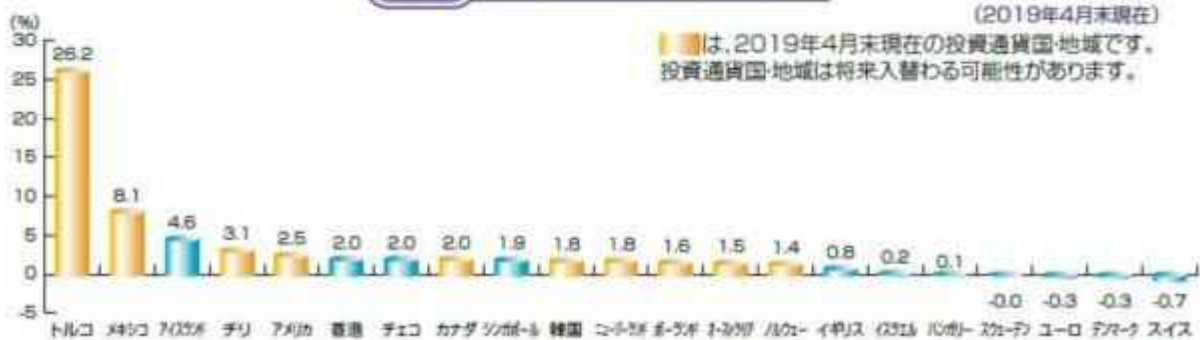 (2019年4月末現在)
(%)
は、2019年4月末現在の投資通貨国・地域です。
投資通貨国・地域は将来入替わる可能性があります。
30
25
20
15
10
5
0
-5
26.2 8.1 4.6 3.1 2.5 2.0 2.0 2.0 1.9 1.8 1.8 1.6 1.5 1.4 0.8 0.2 0.1 -0.0 -0.3 -0.3 -0.7
トルコ メキシコ アイスランド チリ アメリカ 香港 チェコ カナダ シンガポール 韓国 ニュージーランド ポーランド オーストラリア ノルウェー イギリス イスラエル ハンガリー スウェーデン ユーロ デンマーク スイス